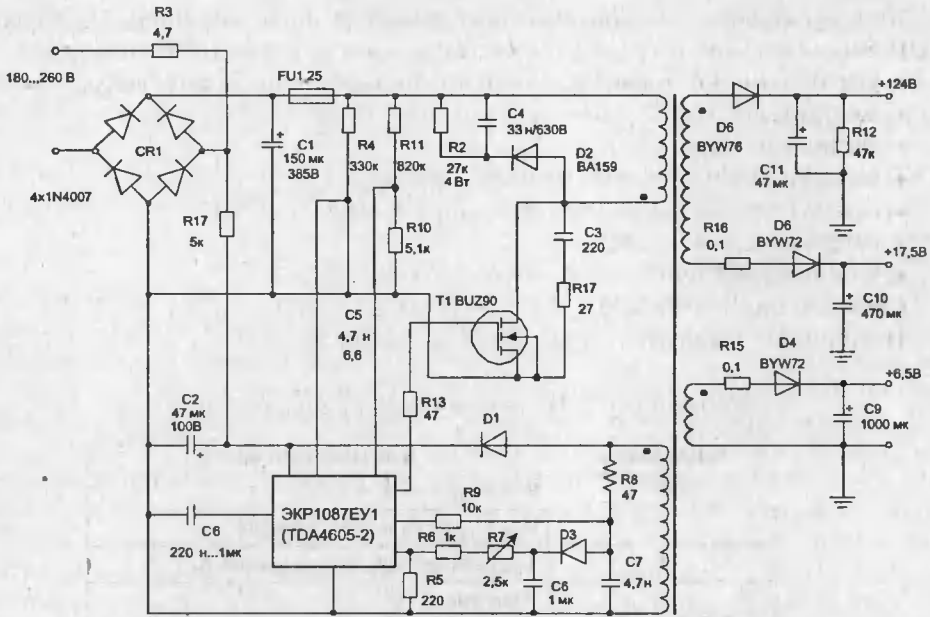 R3
4,7
180...260 В
FU1,25
+124В
CR1
C1
150 мк
385В
R4
330к
R11
820к
R2
27к
4 Вт
C4
33 н/630В
D2
BA159
D6
BYW76
C11
47 мк
R12
47к
4x1N4007
R17
5к
R10
5,1к
C3
220
R16
0,1
D6
BYW72
+17,5В
C10
470 мк
C5
4,7 н
6,6
T1 BUZ90
R17
27
R15
0,1
D4
BYW72
+6,5В
C9
1000 мк
C2
47 мк
100В
R13
47
D1
R8
47
ЭКР1087ЕУ1
(TDA4605-2)
C6
220 н...1мк
R9
10к
R6 1к
R7
2,5к
D3
C7
4,7н
R5
220
C6
1 мк